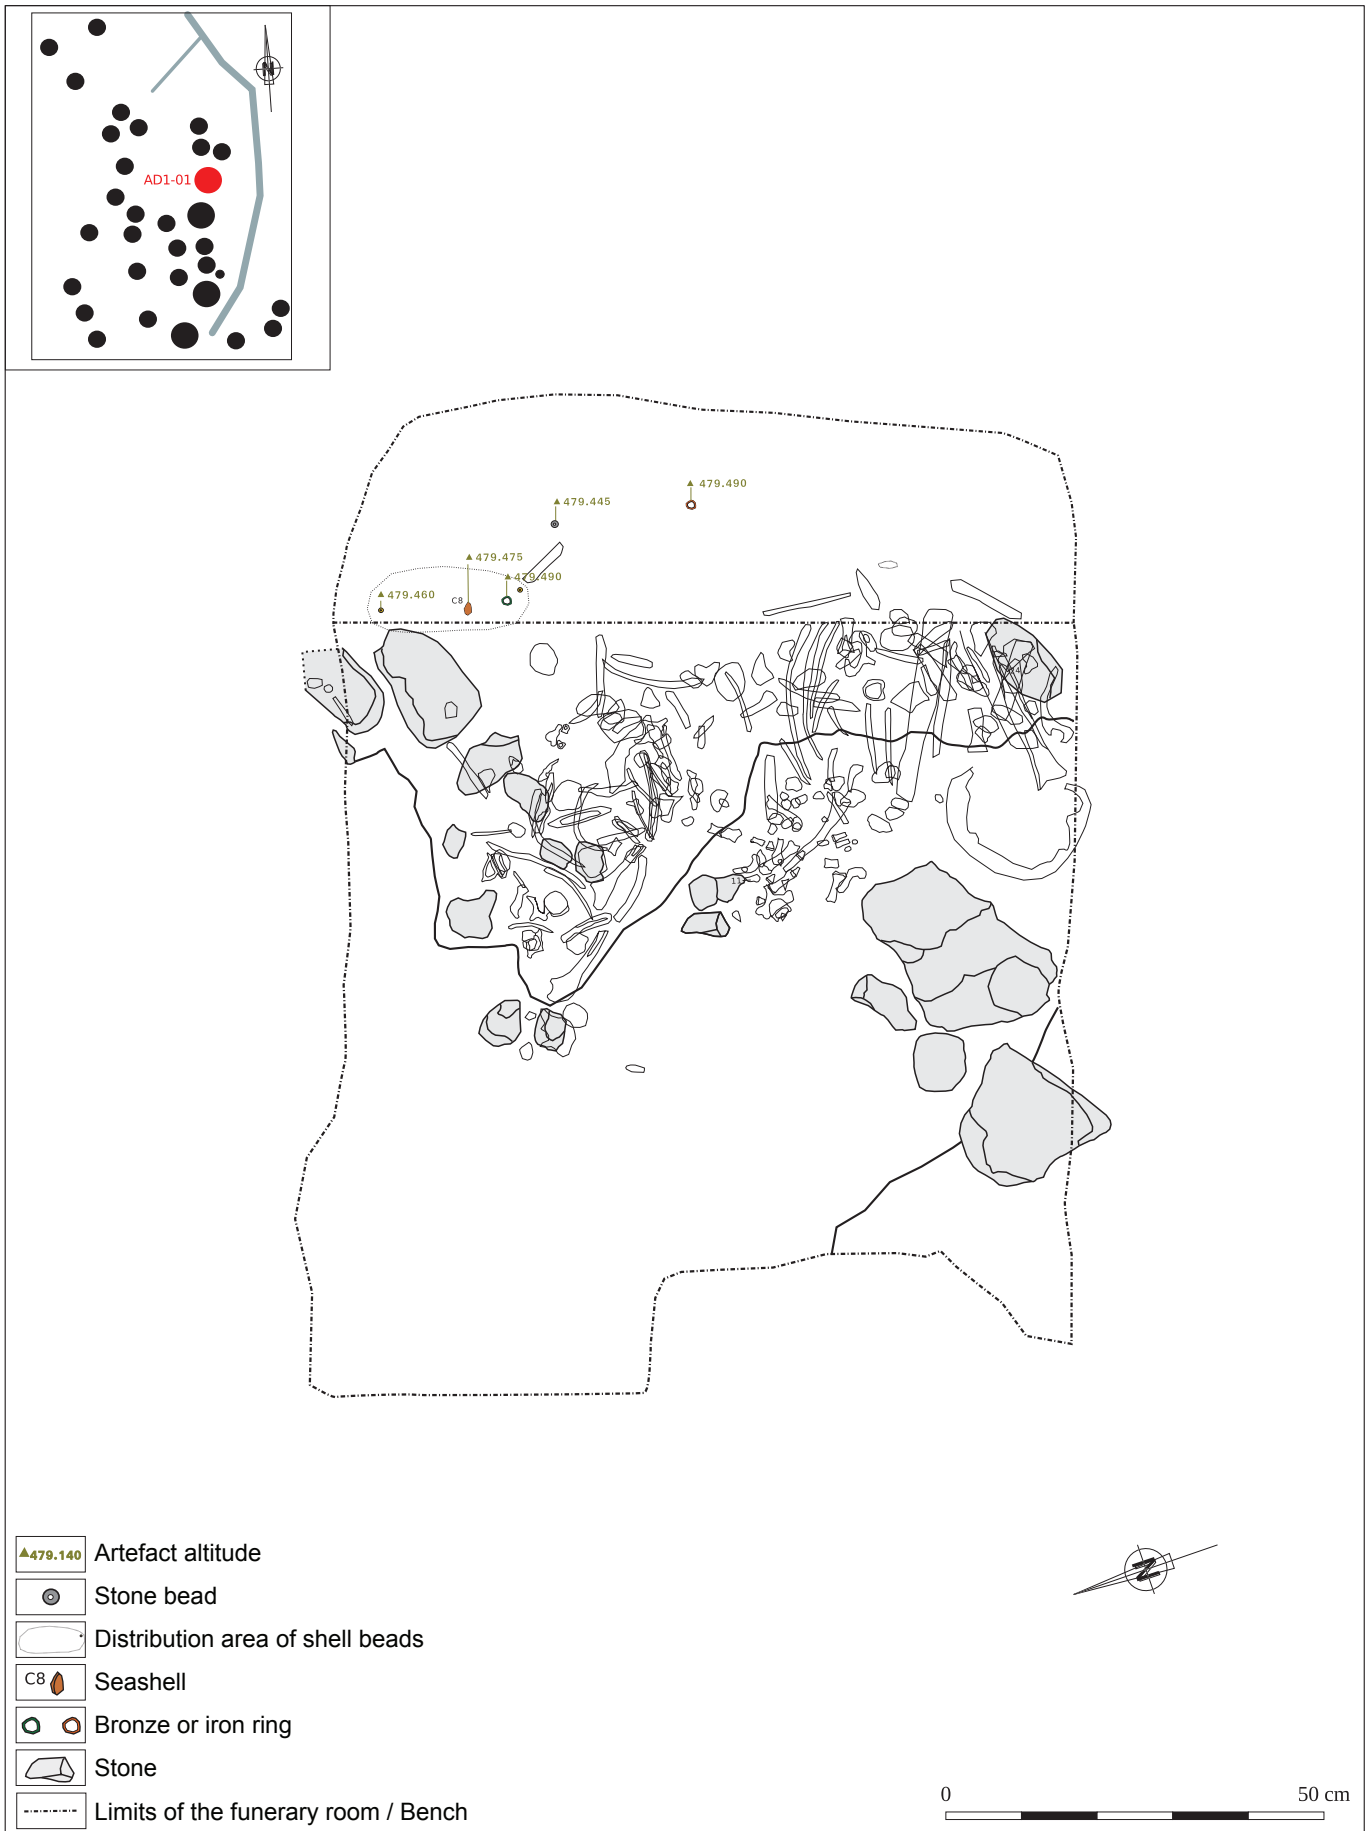 N
AD1-01
▲ 479.490
▲ 479.445
▲ 479.475
▲ 479.490
▲ 479.460
C8
11
▲479.140 Artefact altitude
Stone bead
Distribution area of shell beads
C8 Seashell
Bronze or iron ring
Stone
Limits of the funerary room / Bench
N
0 50 cm